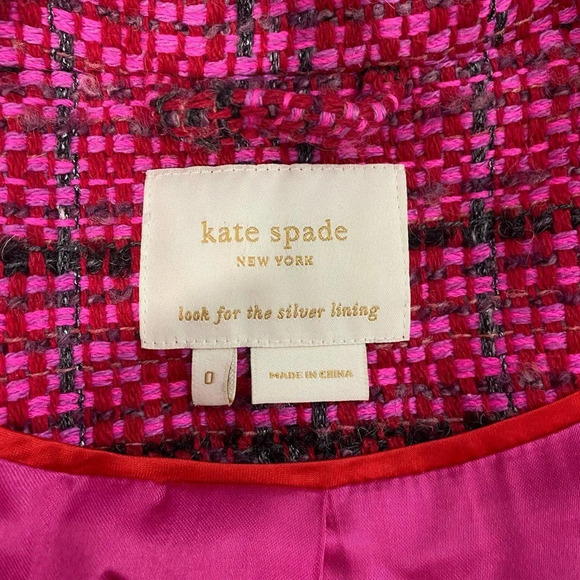 kate spade
NEW YORK
look for the silver lining
0
MADE IN CHINA